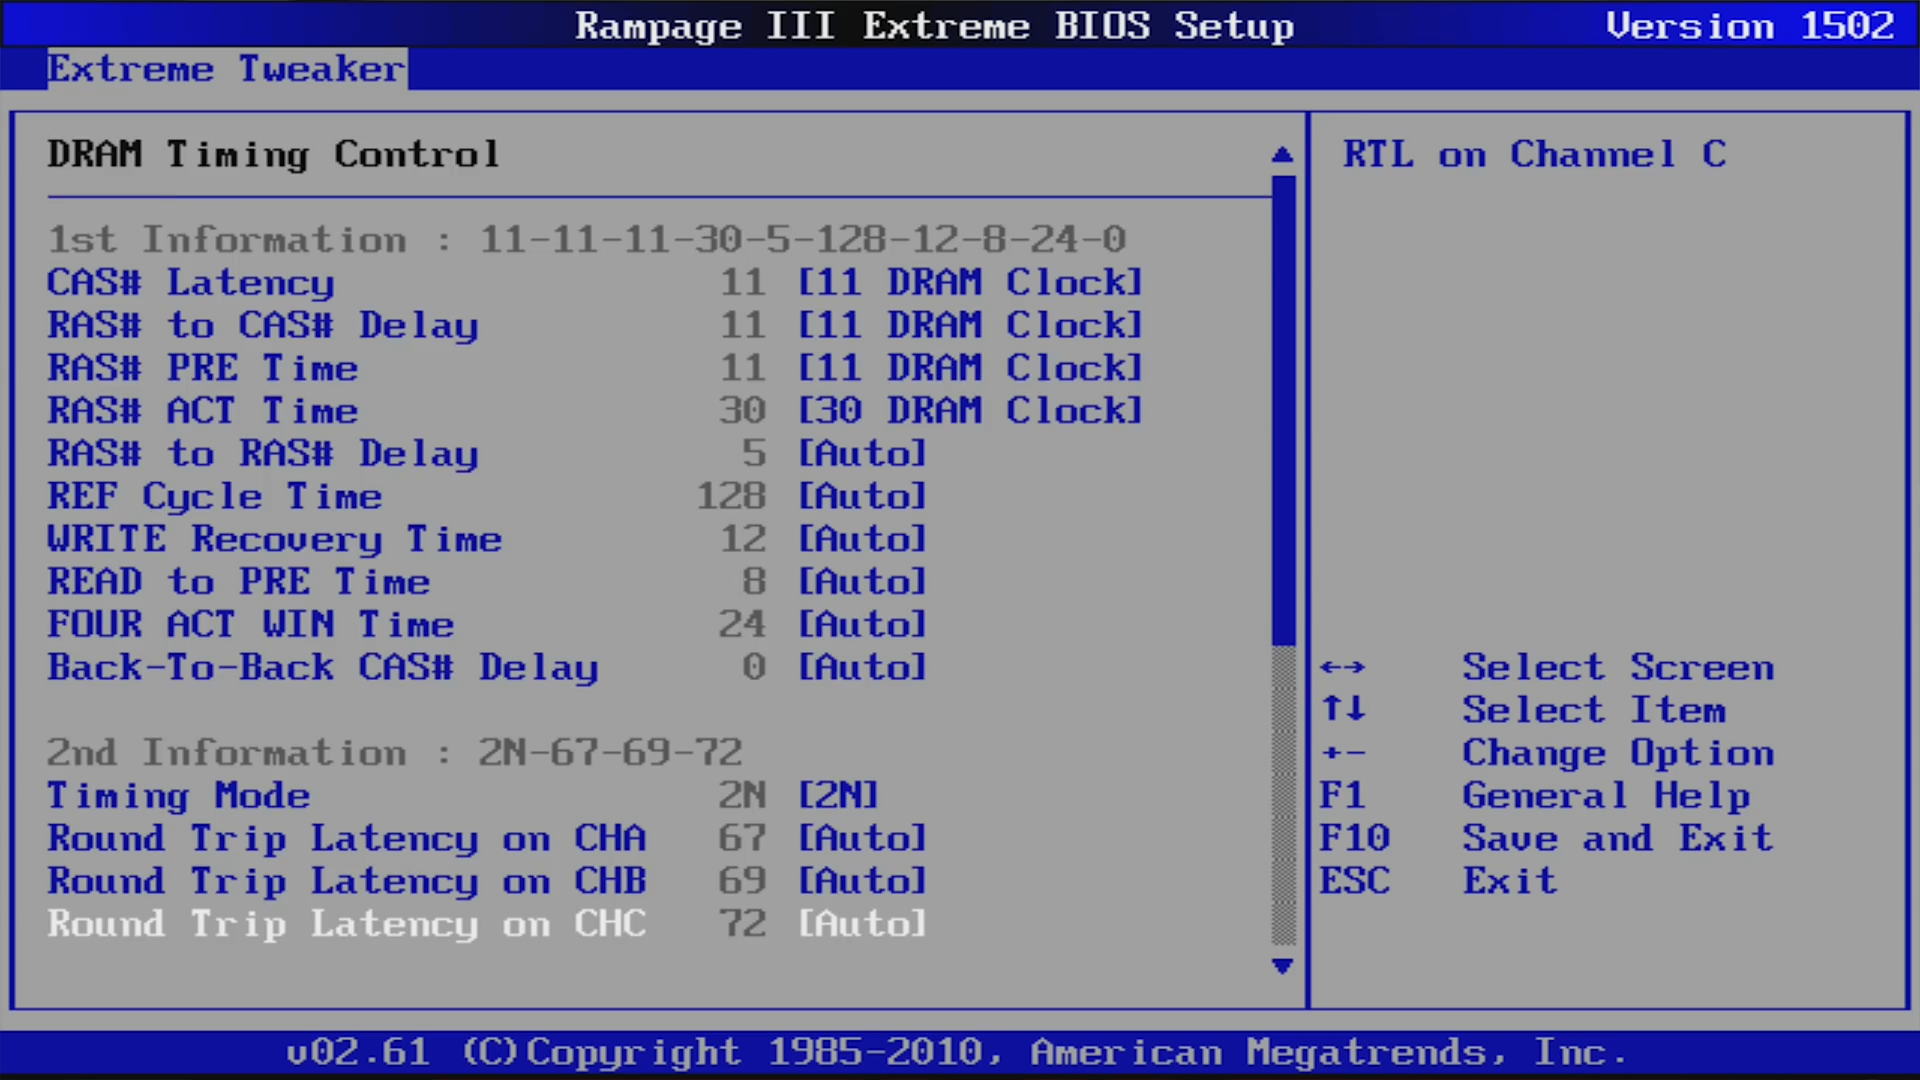 Rampage III Extreme BIOS Setup Version 1502
Extreme Tweaker
DRAM Timing Control
1st Information : 11-11-11-30-5-128-12-8-24-0
CAS# Latency 11 [11 DRAM Clock]
RAS# to CAS# Delay 11 [11 DRAM Clock]
RAS# PRE Time 11 [11 DRAM Clock]
RAS# ACT Time 30 [30 DRAM Clock]
RAS# to RAS# Delay 5 [Auto]
REF Cycle Time 128 [Auto]
WRITE Recovery Time 12 [Auto]
READ to PRE Time 8 [Auto]
FOUR ACT WIN Time 24 [Auto]
Back-To-Back CAS# Delay 0 [Auto]
2nd Information : 2N-67-69-72
Timing Mode 2N [2N]
Round Trip Latency on CHA 67 [Auto]
Round Trip Latency on CHB 69 [Auto]
Round Trip Latency on CHC 72 [Auto]
RTL on Channel C
←→ Select Screen
↑↓ Select Item
+- Change Option
F1 General Help
F10 Save and Exit
ESC Exit
v02.61 (C)Copyright 1985-2010, American Megatrends, Inc.